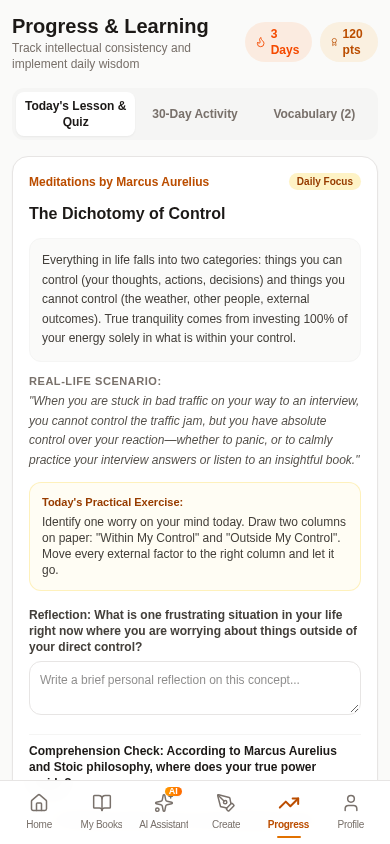 Progress & Learning
Track intellectual consistency and
implement daily wisdom
3
Days
120
pts
Today's Lesson &
Quiz
30-Day Activity
Vocabulary (2)
Meditations by Marcus Aurelius
Daily Focus
The Dichotomy of Control
Everything in life falls into two categories: things you can
control (your thoughts, actions, decisions) and things you
cannot control (the weather, other people, external
outcomes). True tranquility comes from investing 100% of
your energy solely in what is within your control.
REAL-LIFE SCENARIO:
"When you are stuck in bad traffic on your way to an interview,
you cannot control the traffic jam, but you have absolute
control over your reaction—whether to panic, or to calmly
practice your interview answers or listen to an insightful book."
Today's Practical Exercise:
Identify one worry on your mind today. Draw two columns
on paper: "Within My Control" and "Outside My Control".
Move every external factor to the right column and let it
go.
Reflection: What is one frustrating situation in your life
right now where you are worrying about things outside of
your direct control?
Write a brief personal reflection on this concept...
Comprehension Check: According to Marcus Aurelius
and Stoic philosophy, where does your true power
AI
Home
My Books
AI Assistant
Create
Progress
Profile